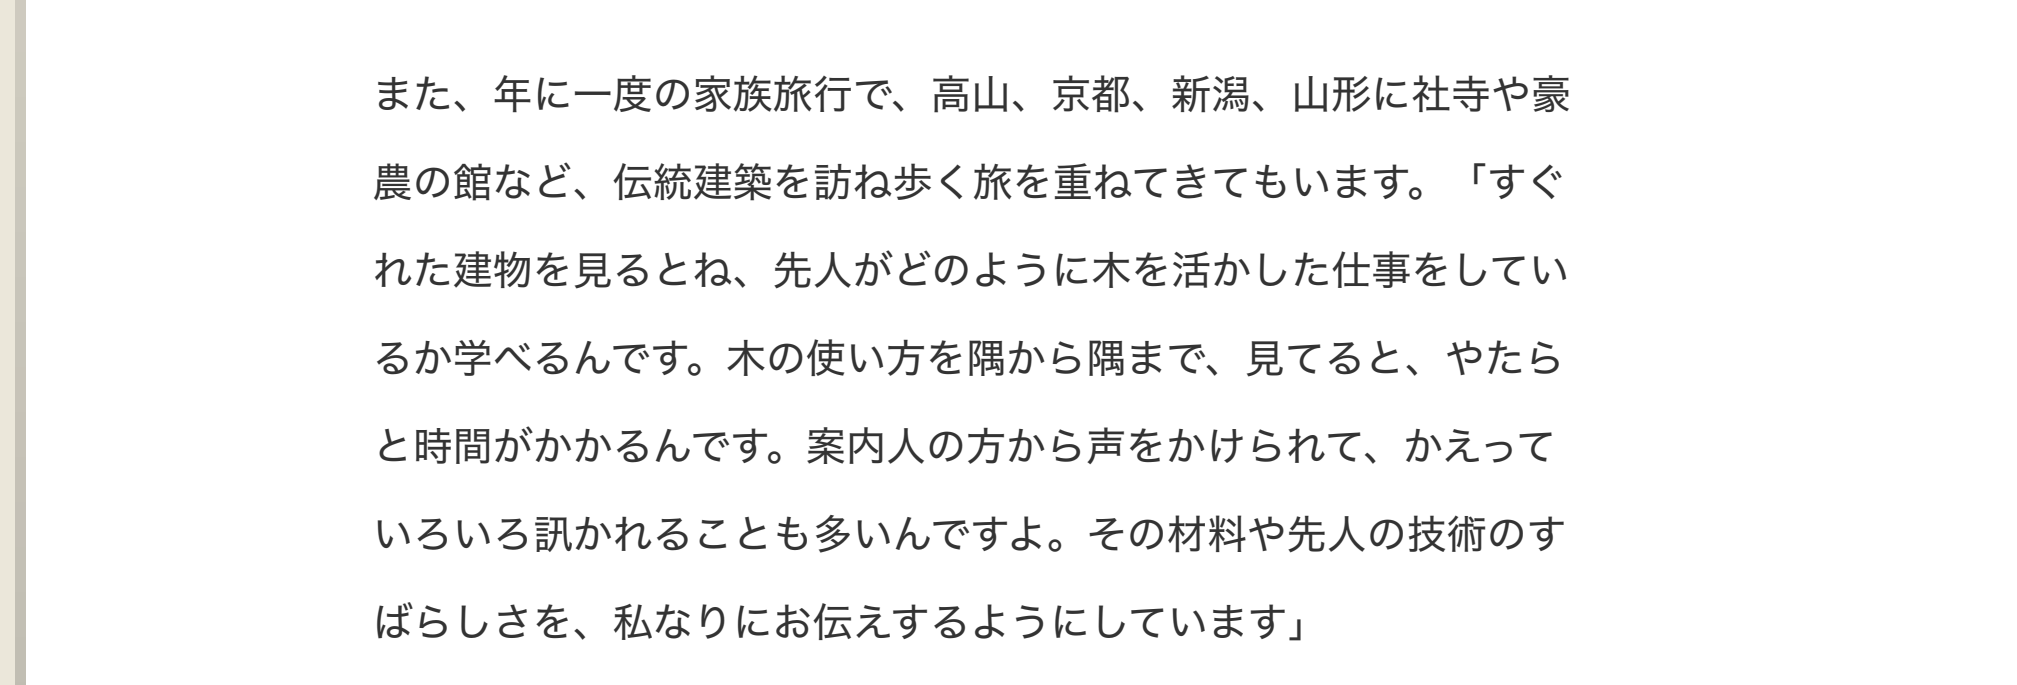 また、年に一度の家族旅行で、高山、京都、新潟、山形に社寺や豪
農の館など、伝統建築を訪ね歩く旅を重ねてきてもいます。「すぐ
れた建物を見るとね、先人がどのように木を活かした仕事をしてい
るか学べるんです。木の使い方を隅から隅まで、見てると、やたら
と時間がかかるんです。案内人の方から声をかけられて、かえって
いろいろ訊かれることも多いんですよ。その材料や先人の技術のす
ばらしさを、私なりにお伝えするようにしています」